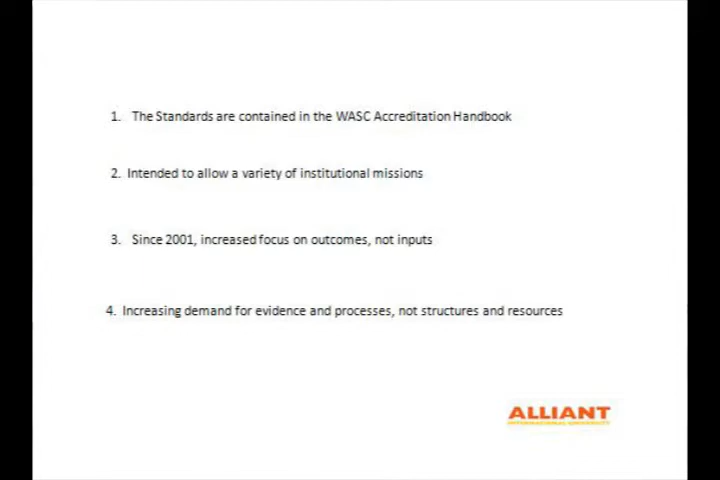 1. The Standards are contained in the WASC Accreditation Handbook
2. Intended to allow a variety of institutional missions
3. Since 2001, increased focus on outcomes, not inputs
4. Increasing demand for evidence and processes, not structures and resources
ALLIANT
INTERNATIONAL UNIVERSITY